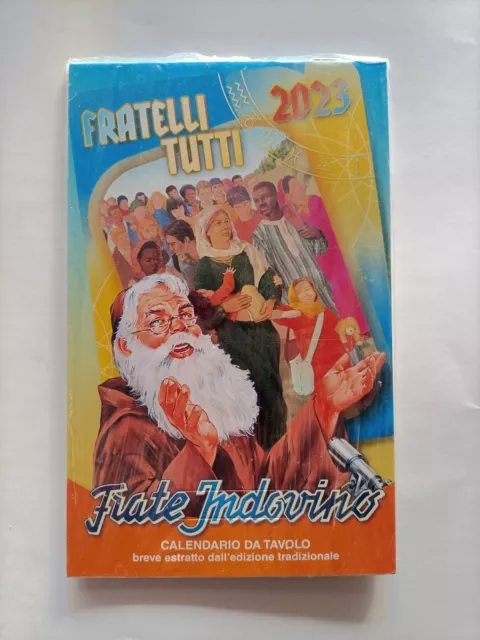 FRATELLI
TUTTI
2023
Frate Indovino
CALENDARIO DA TAVOLO
breve estratto dall'edizione tradizionale